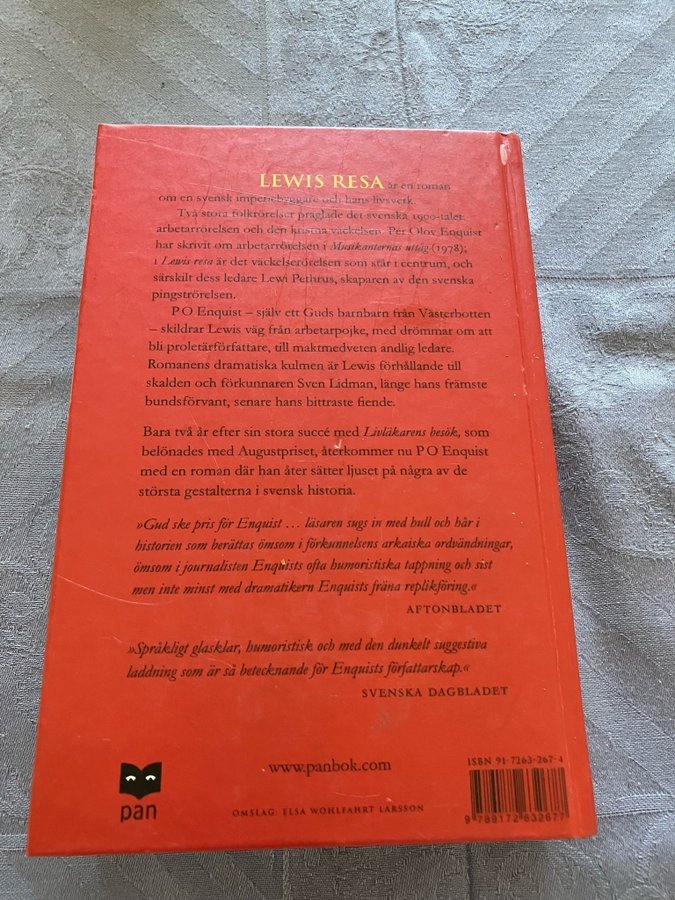 LEWIS RESA är en roman
om en svensk imperiebyggare och hans livsverk.
Två stora folkrörelser präglade det svenska 1900-talet:
arbetarrörelsen och den kristna väckelsen. Per Olov Enquist
har skrivit om arbetarrörelsen i Musikanternas uttåg (1978);
i Lewis resa är det väckelserörelsen som står i centrum, och
särskilt dess ledare Lewi Pethrus, skaparen av den svenska
pingströrelsen.
P O Enquist – själv ett Guds barnbarn från Västerbotten
– skildrar Lewis väg från arbetarpojke, med drömmar om att
bli proletärförfattare, till maktmedveten andlig ledare.
Romanens dramatiska kulmen är Lewis förhållande till
skalden och förkunnaren Sven Lidman, länge hans främste
bundsförvant, senare hans bittraste fiende.
Bara två år efter sin stora succé med Livläkarens besök, som
belönades med Augustpriset, återkommer nu P O Enquist
med en roman där han åter sätter ljuset på några av de
största gestalterna i svensk historia.
»Gud ske pris för Enquist … läsaren sugs in med hull och hår i
historien som berättas ömsom i förkunnelsens arkaiska ordvändningar,
ömsom i journalisten Enquists ofta humoristiska tappning och sist
men inte minst med dramatikern Enquists fräna replikföring.«
AFTONBLADET
»Språkligt glasklar, humoristisk och med den dunkelt suggestiva
laddning som är så betecknande för Enquists författarskap.«
SVENSKA DAGBLADET
pan
www.panbok.com
OMSLAG: ELSA WOHLFAHRT LARSSON
ISBN 91-7263-267-4
9 789172 632677